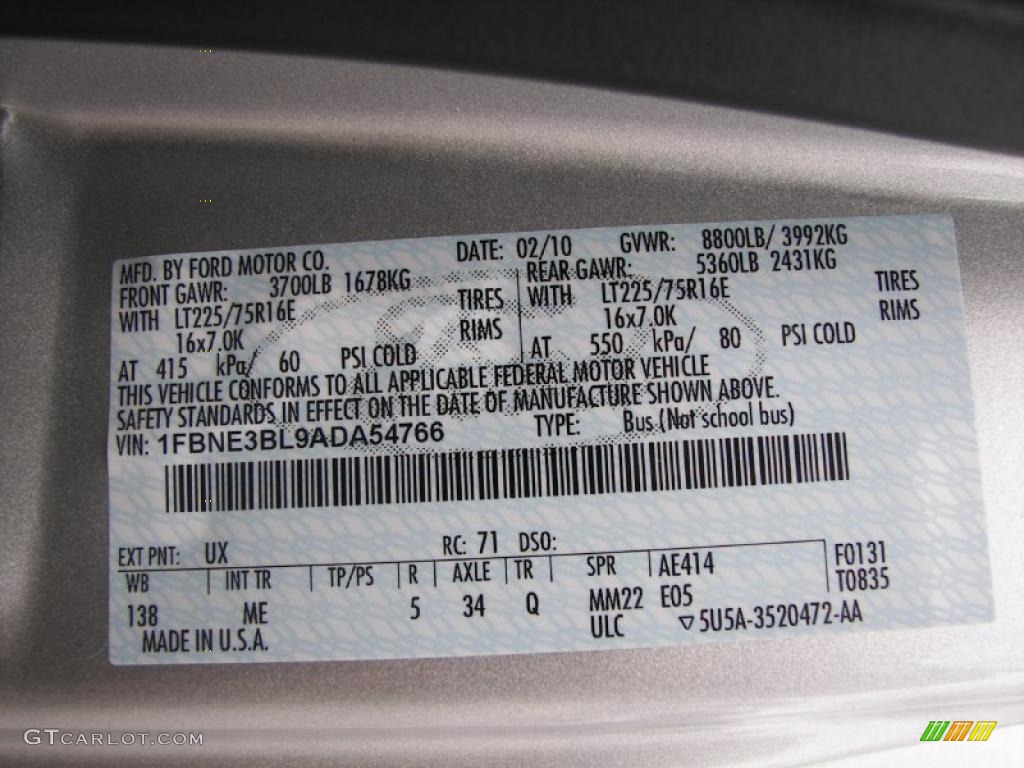 MFD. BY FORD MOTOR CO. DATE: 02/10 GVWR: 8800LB/ 3992KG
FRONT GAWR: 3700LB 1678KG REAR GAWR: 5360LB 2431KG
WITH LT225/75R16E TIRES WITH LT225/75R16E TIRES
16x7.0K RIMS 16x7.0K RIMS
AT 415 kPa/ 60 PSI COLD AT 550 kPa/ 80 PSI COLD
THIS VEHICLE CONFORMS TO ALL APPLICABLE FEDERAL MOTOR VEHICLE
SAFETY STANDARDS IN EFFECT ON THE DATE OF MANUFACTURE SHOWN ABOVE.
VIN: 1FBNE3BL9ADA54766 TYPE: Bus (Not school bus)
EXT PNT: UX RC: 71 DSO:
WB INT TR TP/PS R AXLE TR SPR AE414 F0131
T0835
138 ME 5 34 Q MM22 E05
MADE IN U.S.A. ULC ▽5U5A-3520472-AA
GTCARLOT.COM